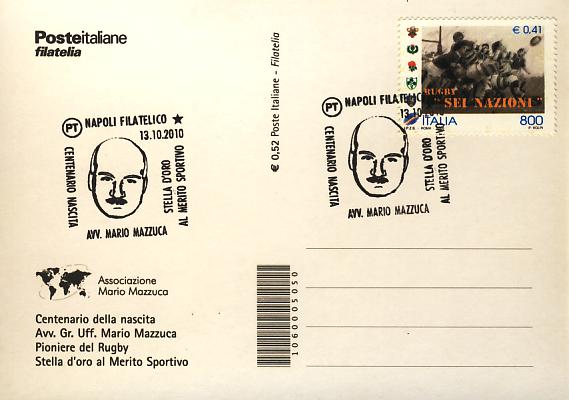 Posteitaliane
filatelia
PT NAPOLI FILATELICO ★
13.10.2010
CENTENARIO NASCITA
STELLA D'ORO
AL MERITO SPORTIVO
AVV. MARIO MAZZUCA
Associazione
Mario Mazzuca
Centenario della nascita
Avv. Gr. Uff. Mario Mazzuca
Pioniere del Rugby
Stella d'oro al Merito Sportivo
€ 0,52 Poste Italiane - Filatelia
1060005050
€ 0.41
RUGBY
"SEI NAZIONI"
ITALIA 800
I.P.Z.S. - ROMA
PT NAPOLI FILATELICO
CENTENARIO NASCITA
STELLA D'ORO
AL MERITO SPORTIVO
AVV. MARIO MAZZUCA